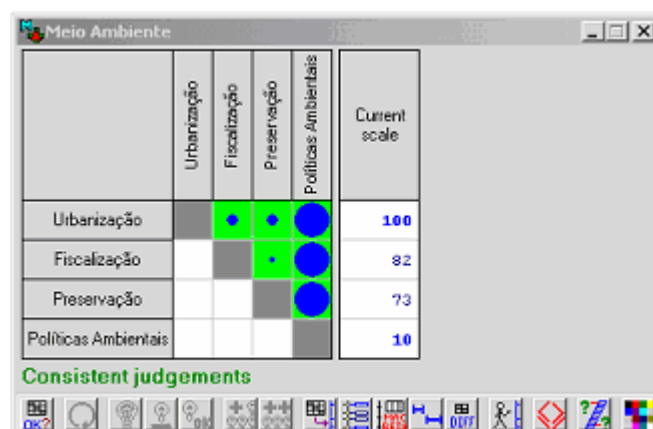 Meio Ambiente
Urbanização
Fiscalização
Preservação
Políticas Ambientais
Current
scale
Urbanização 100
Fiscalização 82
Preservação 73
Políticas Ambientais 10
Consistent judgements
OK?
OK
DIFF